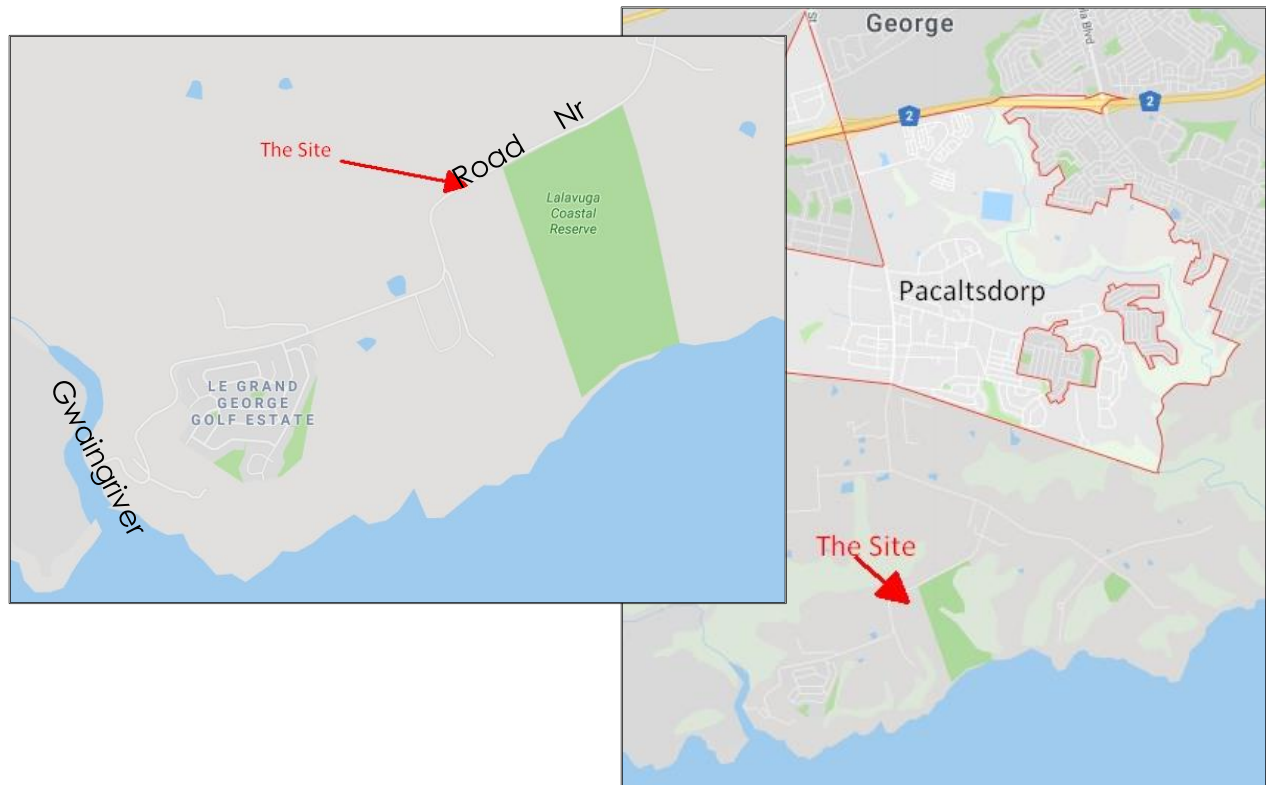 The Site
Road Nr
Lalavuga
Coastal
Reserve
LE GRAND
GEORGE
GOLF ESTATE
Gwaingriver
George
St
2
2
Pacaltsdorp
The Site